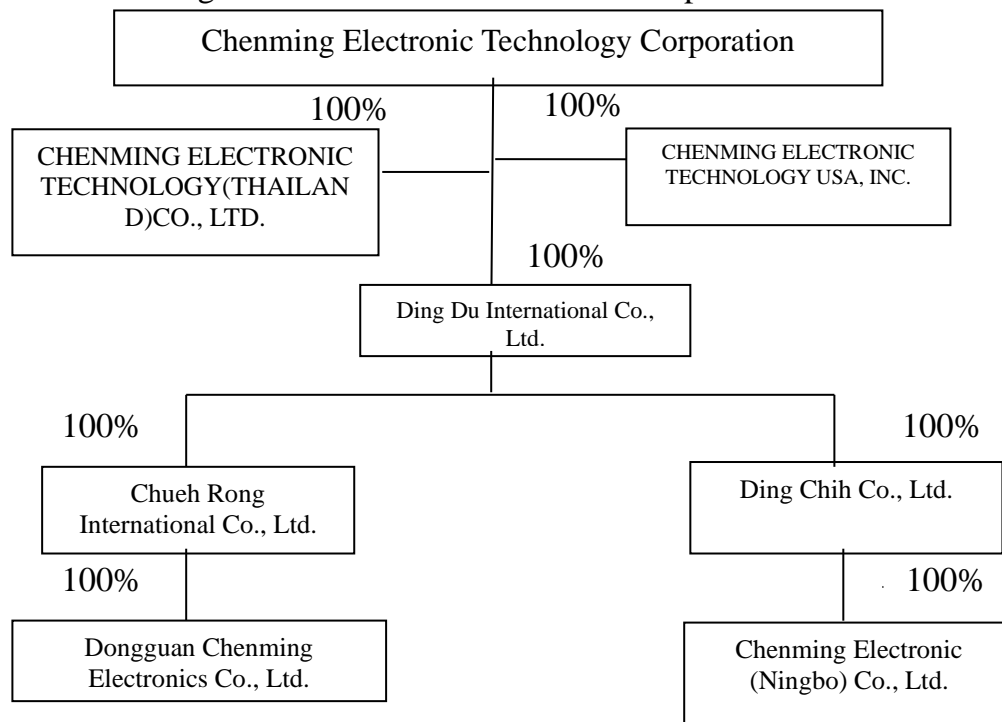 Chenming Electronic Technology Corporation
100%
100%
CHENMING ELECTRONIC
TECHNOLOGY(THAILAN
D)CO., LTD.
CHENMING ELECTRONIC
TECHNOLOGY USA, INC.
100%
Ding Du International Co.,
Ltd.
100%
100%
Chueh Rong
International Co., Ltd.
Ding Chih Co., Ltd.
100%
100%
Dongguan Chenming
Electronics Co., Ltd.
Chenming Electronic
(Ningbo) Co., Ltd.